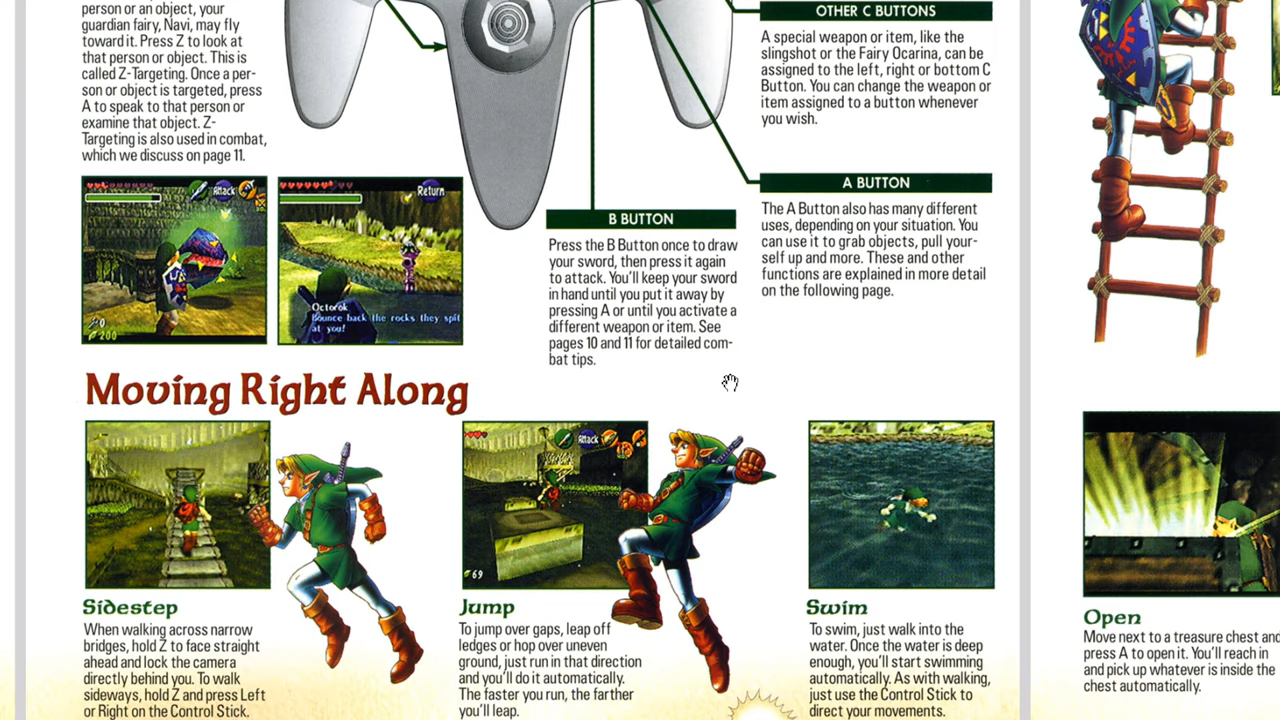 person or an object, your
guardian fairy, Navi, may fly
toward it. Press Z to look at
that person or object. This is
called Z-Targeting. Once a per-
son or object is targeted, press
A to speak to that person or
examine that object. Z-
Targeting is also used in combat,
which we discuss on page 11.
Attack
0
200
Return
Octorok
Bounce back the rocks they spit
at you!
B BUTTON
Press the B Button once to draw
your sword, then press it again
to attack. You'll keep your sword
in hand until you put it away by
pressing A or until you activate a
different weapon or item. See
pages 10 and 11 for detailed com-
bat tips.
OTHER C BUTTONS
A special weapon or item, like the
slingshot or the Fairy Ocarina, can be
assigned to the left, right or bottom C
Button. You can change the weapon or
item assigned to a button whenever
you wish.
A BUTTON
The A Button also has many different
uses, depending on your situation. You
can use it to grab objects, pull your-
self up and more. These and other
functions are explained in more detail
on the following page.
Moving Right Along
Sidestep
When walking across narrow
bridges, hold Z to face straight
ahead and lock the camera
directly behind you. To walk
sideways, hold Z and press Left
or Right on the Control Stick.
Attack
69
Jump
To jump over gaps, leap off
ledges or hop over uneven
ground, just run in that direction
and you'll do it automatically.
The faster you run, the farther
you'll leap.
Swim
To swim, just walk into the
water. Once the water is deep
enough, you'll start swimming
automatically. As with walking,
just use the Control Stick to
direct your movements.
Open
Move next to a treasure chest and
press A to open it. You'll reach in
and pick up whatever is inside the
chest automatically.